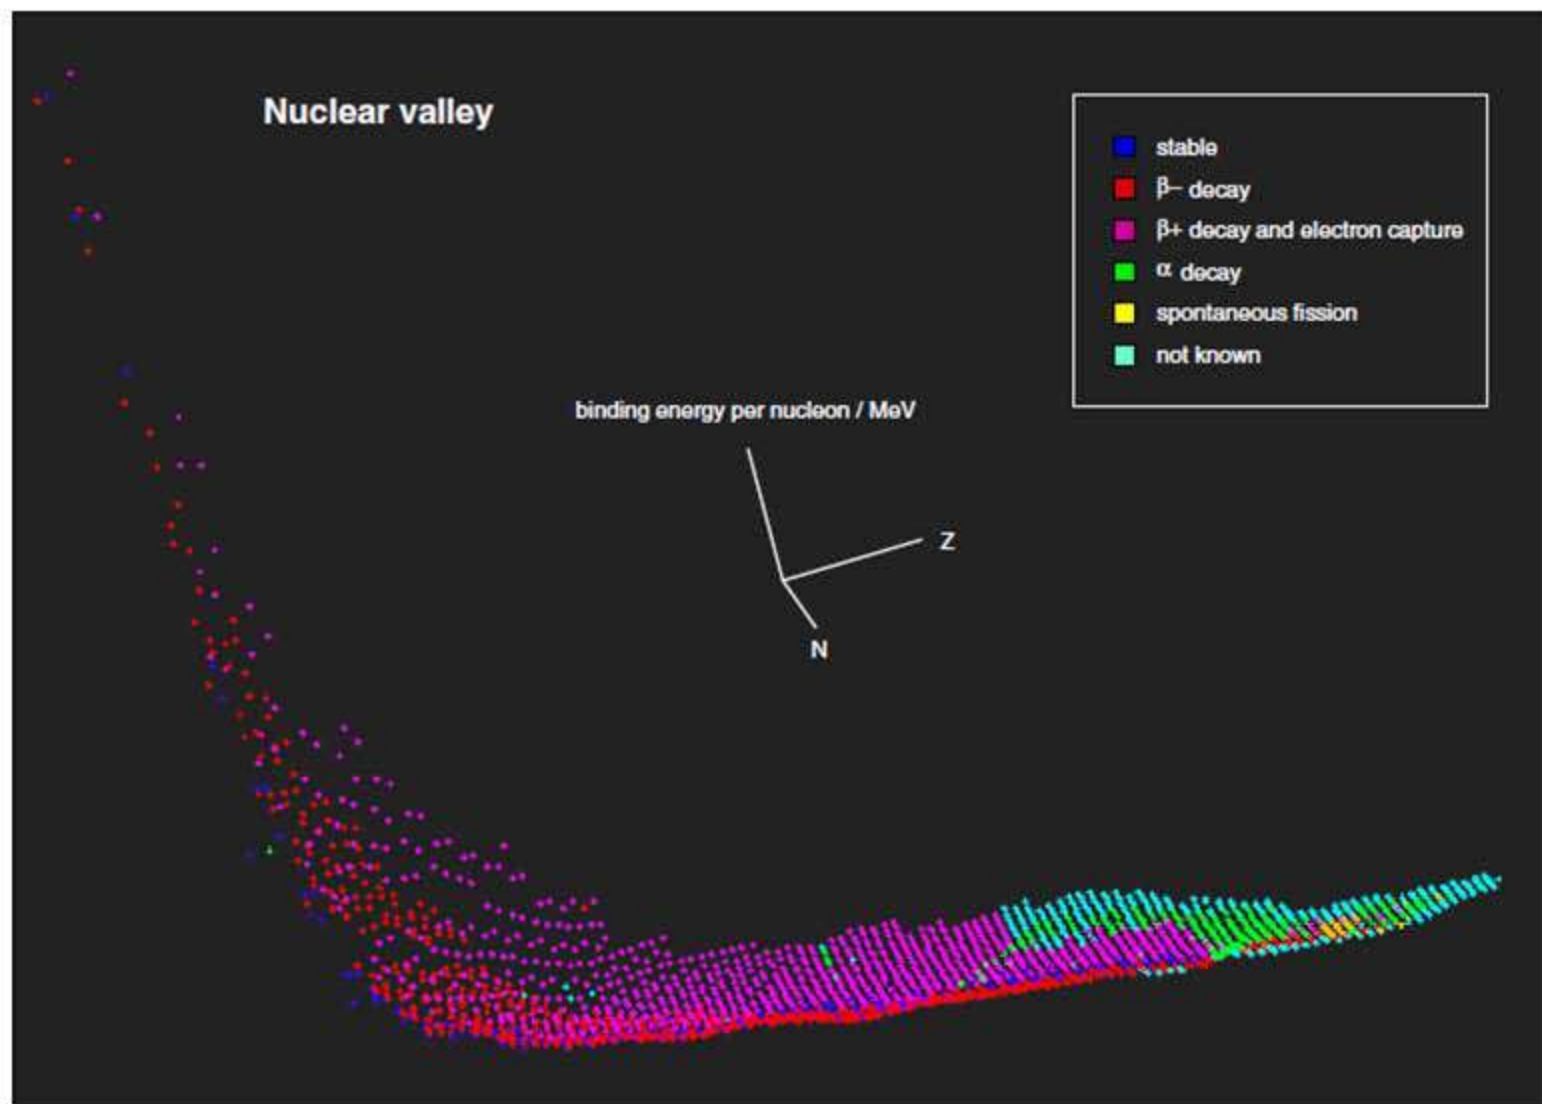 Nuclear valley
stable
β− decay
β+ decay and electron capture
α decay
spontaneous fission
not known
binding energy per nucleon / MeV
Z
N